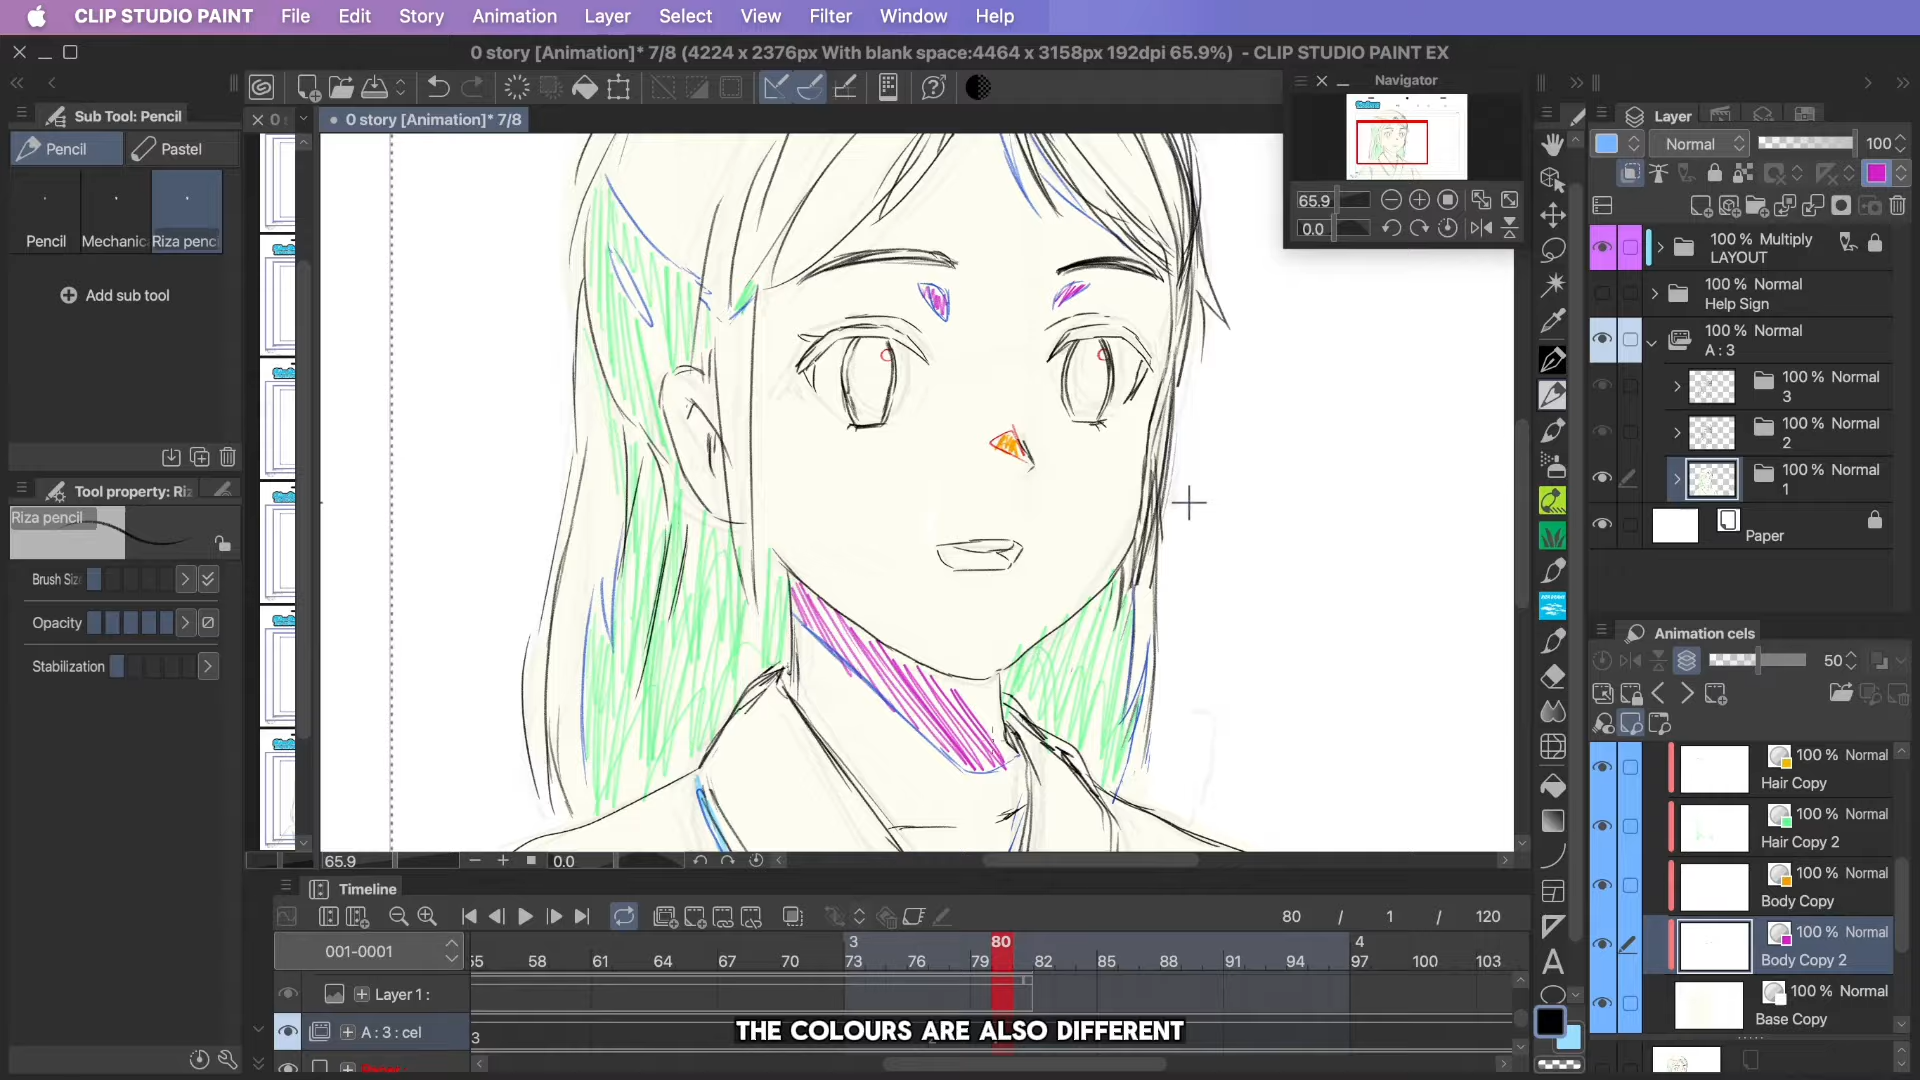 CLIP STUDIO PAINT File Edit Story Animation Layer Select View Filter Window Help
0 story [Animation]* 7/8 (4224 x 2376px With blank space:4464 x 3158px 192dpi 65.9%) - CLIP STUDIO PAINT EX
Navigator
Sub Tool: Pencil
0 story [Animation]* 7/8
Layer
Pencil Pastel
Normal 100
65.9
0.0
Pencil Mechanic Riza penci
100 % Multiply
LAYOUT
100 % Normal
Help Sign
Add sub tool
100 % Normal
A : 3
100 % Normal
3
100 % Normal
2
100 % Normal
1
Paper
Tool property: Riz
Riza pencil
Brush Size
Opacity
Stabilization
Animation cels
50
100 % Normal
Hair Copy
100 % Normal
Hair Copy 2
100 % Normal
Body Copy
100 % Normal
Body Copy 2
100 % Normal
Base Copy
65.9 0.0
Timeline
80 / 1 / 120
001-0001
3 80 4
55 58 61 64 67 70 73 76 79 82 85 88 91 94 97 100 103
Layer 1 :
A : 3 : cel
3
THE COLOURS ARE ALSO DIFFERENT